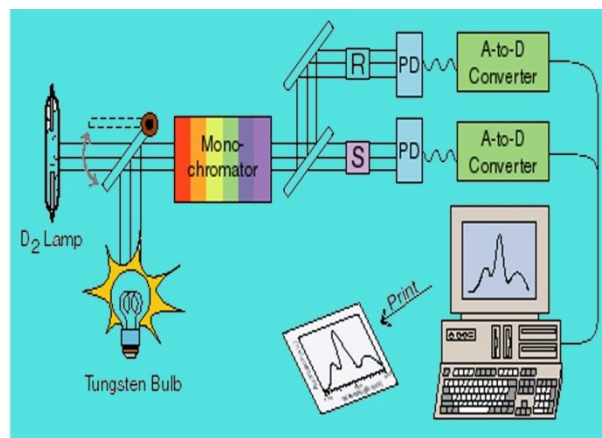 R
PD
A-to-D
Converter
Mono-
chromator
S
PD
A-to-D
Converter
D2 Lamp
Print
Tungsten Bulb